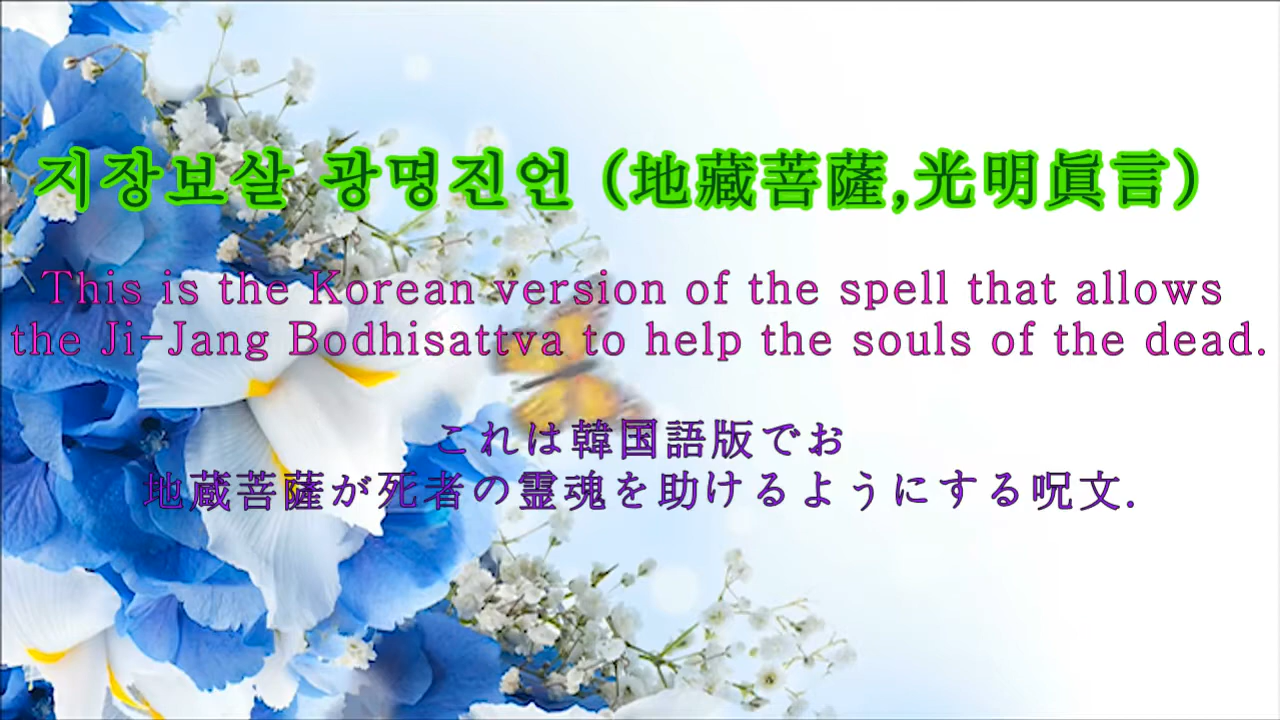 지장보살 광명진언 (地藏菩薩,光明眞言)
This is the Korean version of the spell that allows
the Ji-Jang Bodhisattva to help the souls of the dead.
これは韓国語版でお
地蔵菩薩が死者の霊魂を助けるようにする呪文.